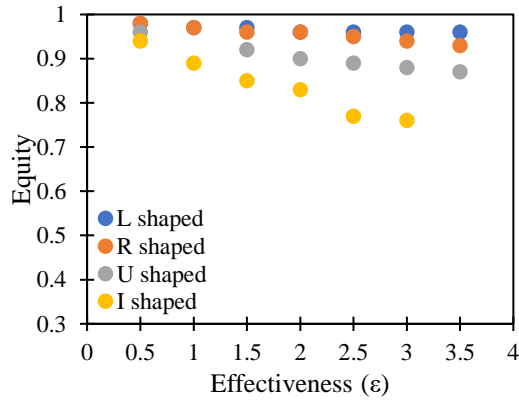 1
0.9
0.8
0.7
0.6
0.5
0.4
0.3
Equity
L shaped
R shaped
U shaped
I shaped
0 0.5 1 1.5 2 2.5 3 3.5 4
Effectiveness (ε)